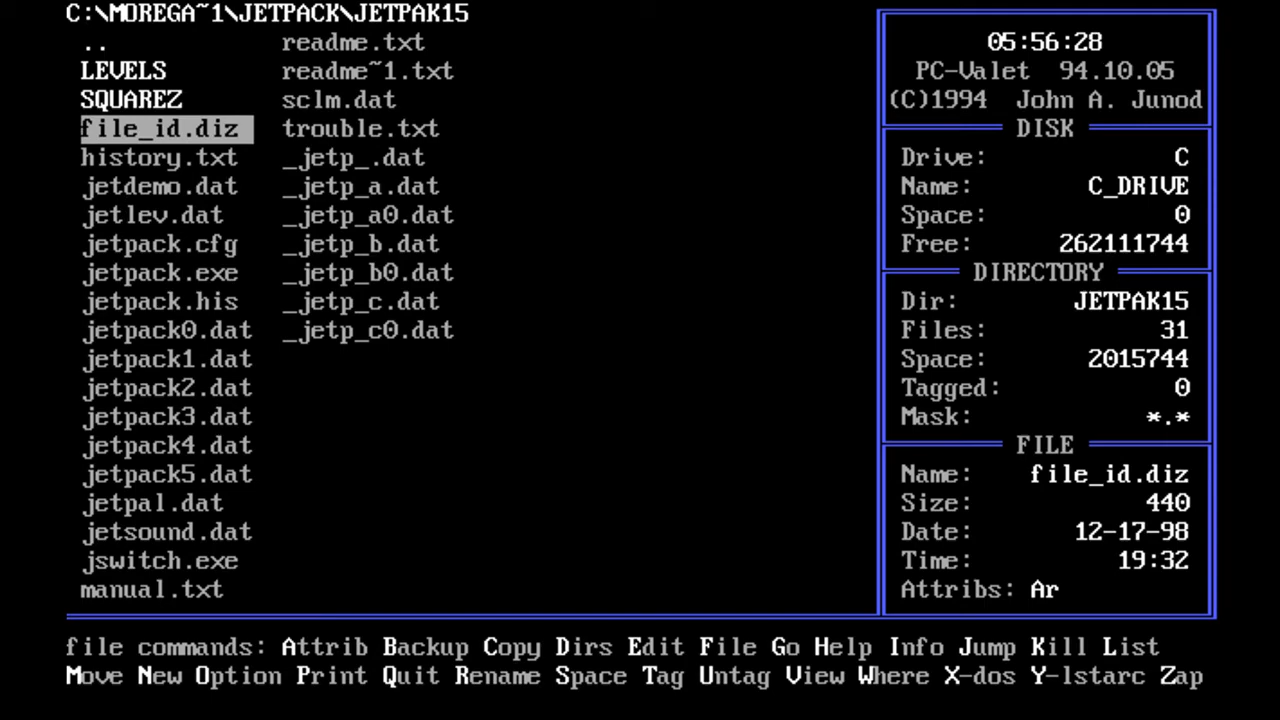 C:\MOREGA~1\JETPACK\JETPAK15
..
LEVELS
SQUAREZ
file_id.diz
history.txt
jetdemo.dat
jetlev.dat
jetpack.cfg
jetpack.exe
jetpack.his
jetpack0.dat
jetpack1.dat
jetpack2.dat
jetpack3.dat
jetpack4.dat
jetpack5.dat
jetpal.dat
jetsound.dat
jswitch.exe
manual.txt
readme.txt
readme~1.txt
sclm.dat
trouble.txt
_jetp_.dat
_jetp_a.dat
_jetp_a0.dat
_jetp_b.dat
_jetp_b0.dat
_jetp_c.dat
_jetp_c0.dat
05:56:28
PC-Valet 94.10.05
(C)1994 John A. Junod
DISK
Drive: C
Name: C_DRIVE
Space: 0
Free: 262111744
DIRECTORY
Dir: JETPAK15
Files: 31
Space: 2015744
Tagged: 0
Mask: *.*
FILE
Name: file_id.diz
Size: 440
Date: 12-17-98
Time: 19:32
Attribs: Ar
file commands: Attrib Backup Copy Dirs Edit File Go Help Info Jump Kill List
Move New Option Print Quit Rename Space Tag Untag View Where X-dos Y-lstarc Zap